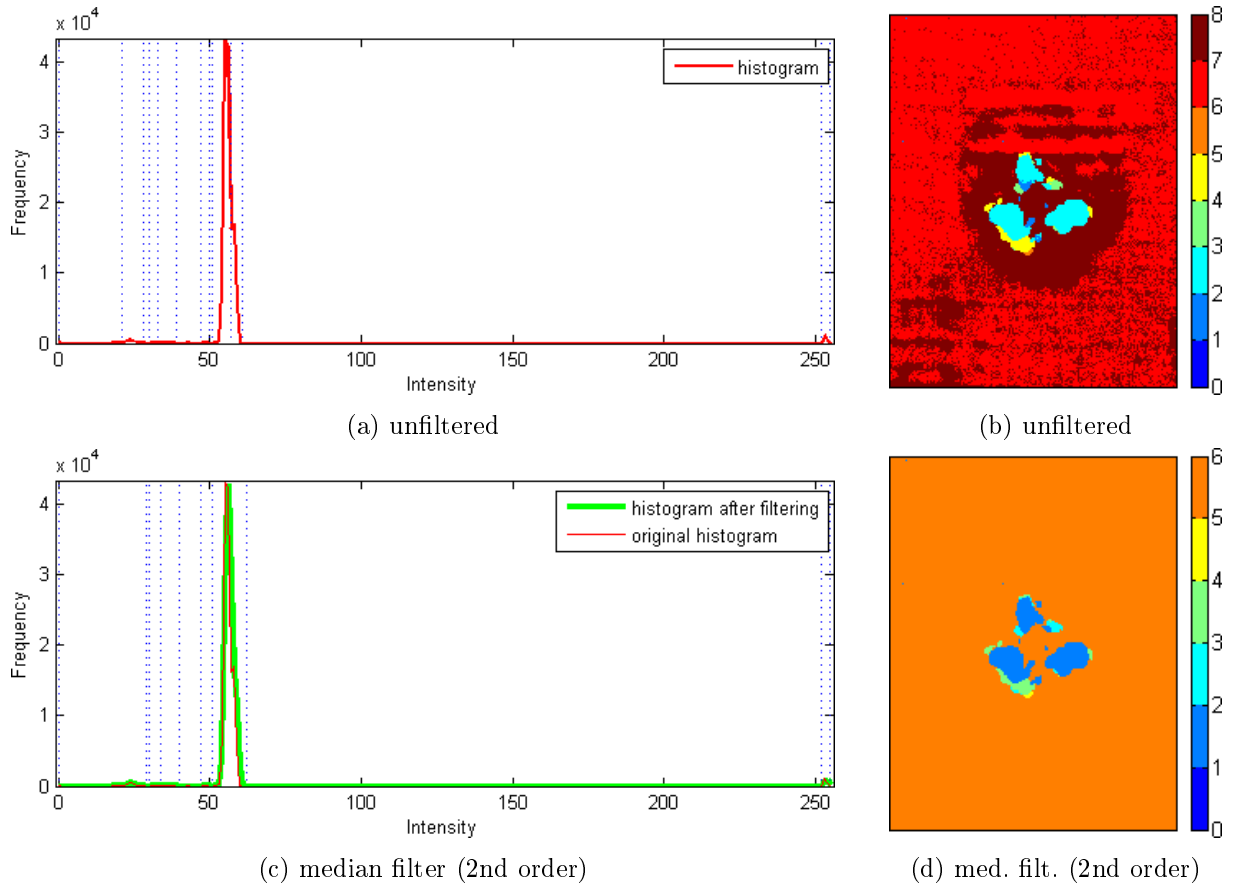 x 10^4
4
3
2
1
0
Frequency
0 50 100 150 200 250
Intensity
histogram
(a) unfiltered
8
7
6
5
4
3
2
1
0
(b) unfiltered
x 10^4
4
3
2
1
0
Frequency
0 50 100 150 200 250
Intensity
histogram after filtering
original histogram
(c) median filter (2nd order)
6
5
4
3
2
1
0
(d) med. filt. (2nd order)